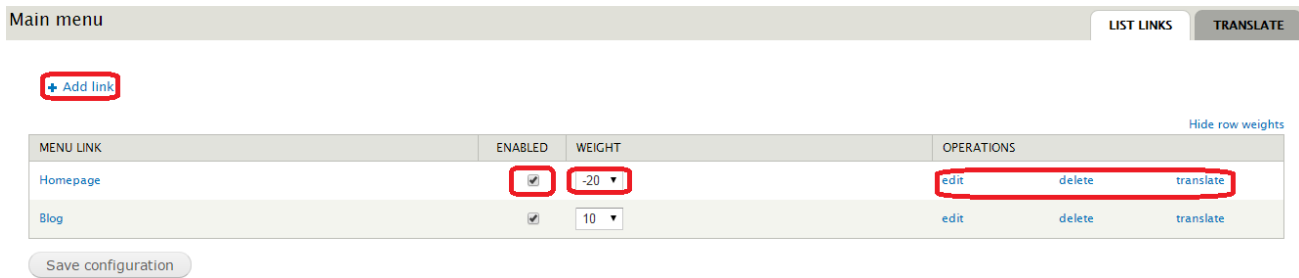 Main menu LIST LINKS TRANSLATE
+ Add link
Hide row weights
MENU LINK ENABLED WEIGHT OPERATIONS
Homepage -20 edit delete translate
Blog 10 edit delete translate
Save configuration